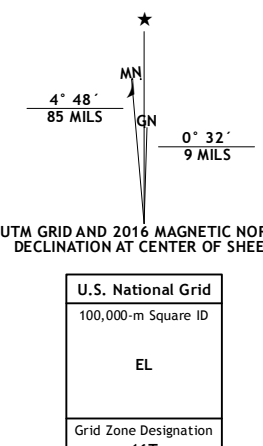 ★
MN
4° 48´
85 MILS
GN
0° 32´
9 MILS
UTM GRID AND 2016 MAGNETIC NOR
DECLINATION AT CENTER OF SHEE
U.S. National Grid
100,000-m Square ID
EL
Grid Zone Designation